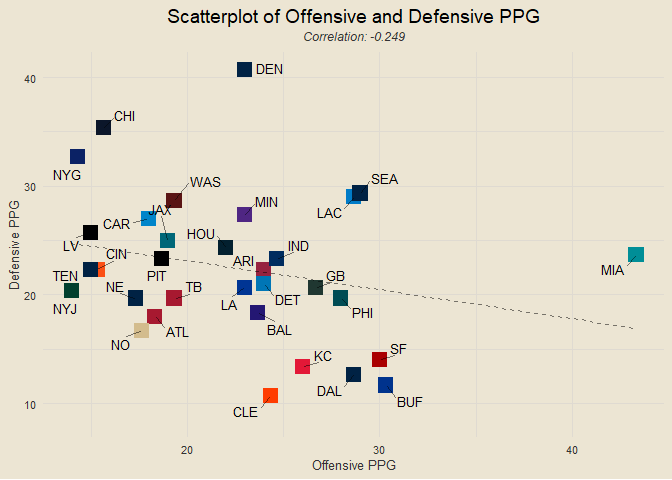 Scatterplot of Offensive and Defensive PPG
Correlation: -0.249
DEN
40
CHI
NYG
WAS
SEA
30
JAX
MIN
LAC
CAR
HOU
LV
IND
CIN
ARI
MIA
TEN
PIT
GB
NE
TB
20
NYJ
LA
DET
PHI
ATL
BAL
NO
KC
SF
DAL
BUF
CLE
10
Defensive PPG
20
30
40
Offensive PPG